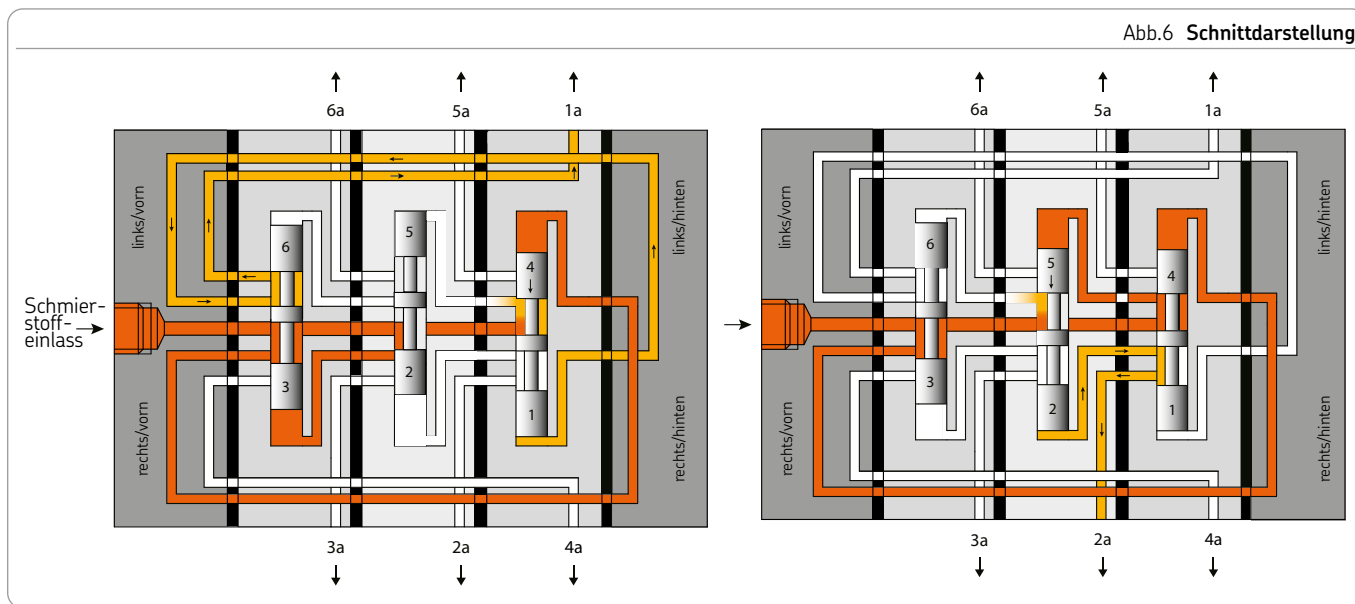 Abb.6 Schnittdarstellung
6a 5a 1a
links/vorn
links/hinten
6
5
4
Schmier-
stoff-
einlass
3
2
1
rechts/vorn
rechts/hinten
3a 2a 4a
6a 5a 1a
links/vorn
links/hinten
6
5
4
3
2
1
rechts/vorn
rechts/hinten
3a 2a 4a